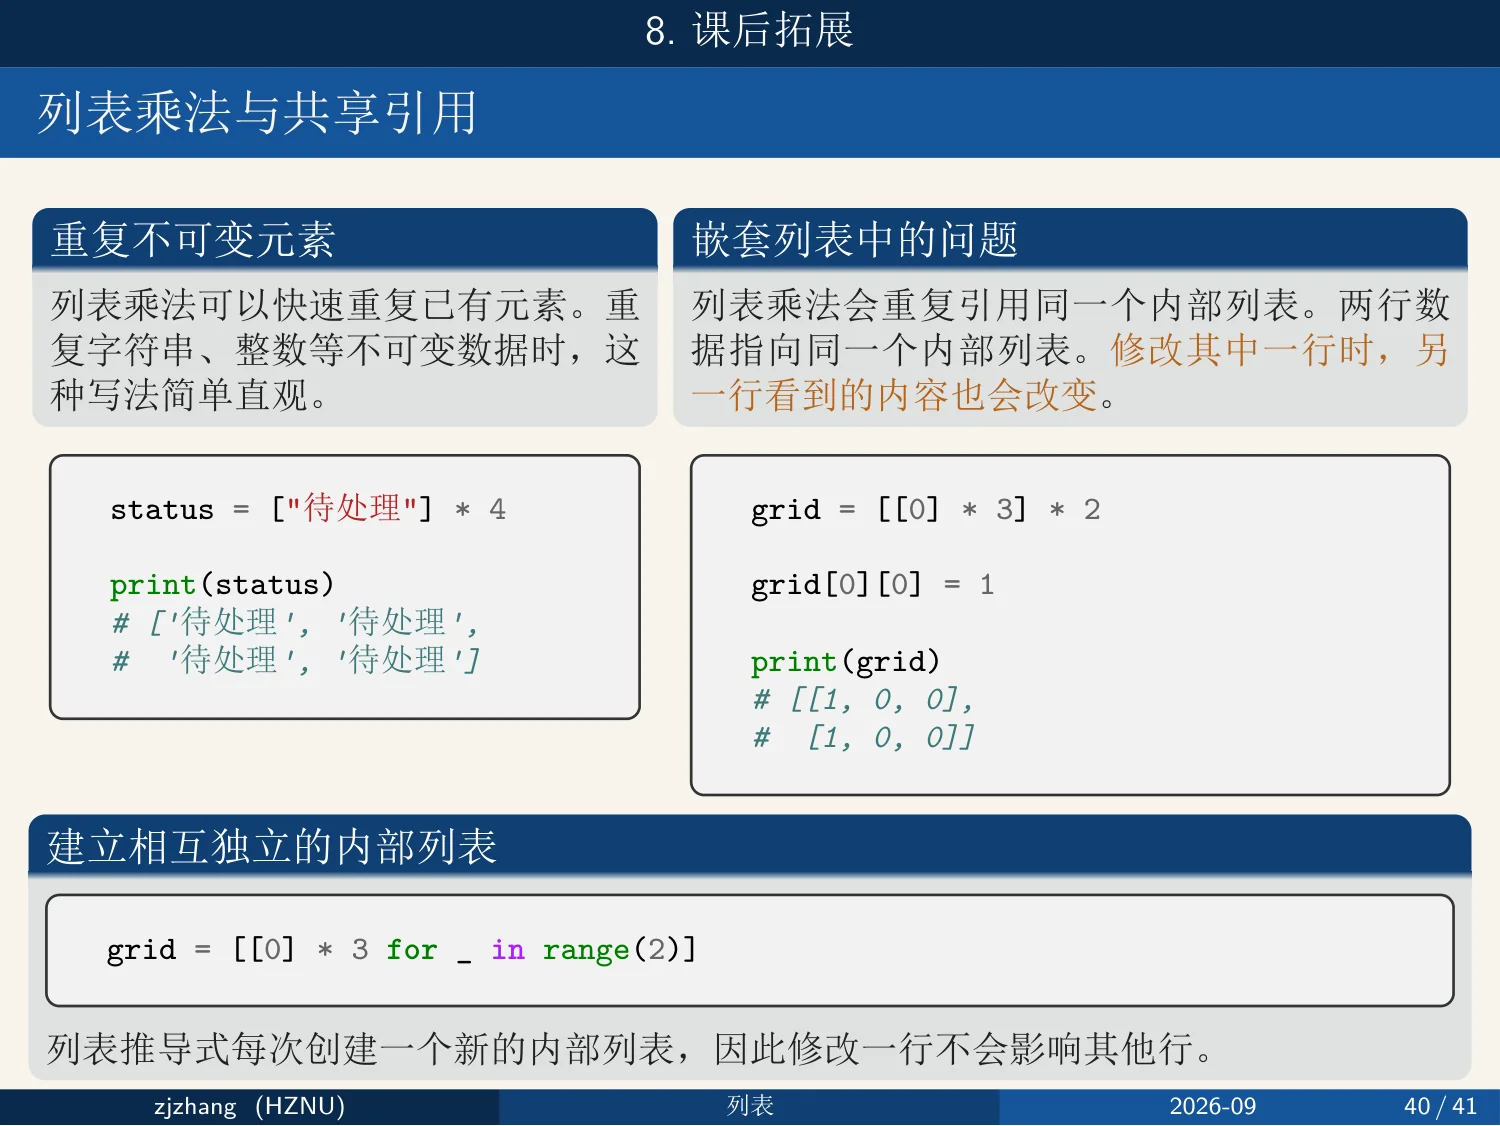 8. 课后拓展
列表乘法与共享引用
重复不可变元素
列表乘法可以快速重复已有元素。重
复字符串、整数等不可变数据时，这
种写法简单直观。
status = ["待处理"] * 4
print(status)
# ['待处理', '待处理',
#  '待处理', '待处理']
嵌套列表中的问题
列表乘法会重复引用同一个内部列表。两行数
据指向同一个内部列表。修改其中一行时，另
一行看到的内容也会改变。
grid = [[0] * 3] * 2
grid[0][0] = 1
print(grid)
# [[1, 0, 0],
#  [1, 0, 0]]
建立相互独立的内部列表
grid = [[0] * 3 for _ in range(2)]
列表推导式每次创建一个新的内部列表，因此修改一行不会影响其他行。
zjzhang (HZNU)
列表
2026-09
40 / 41